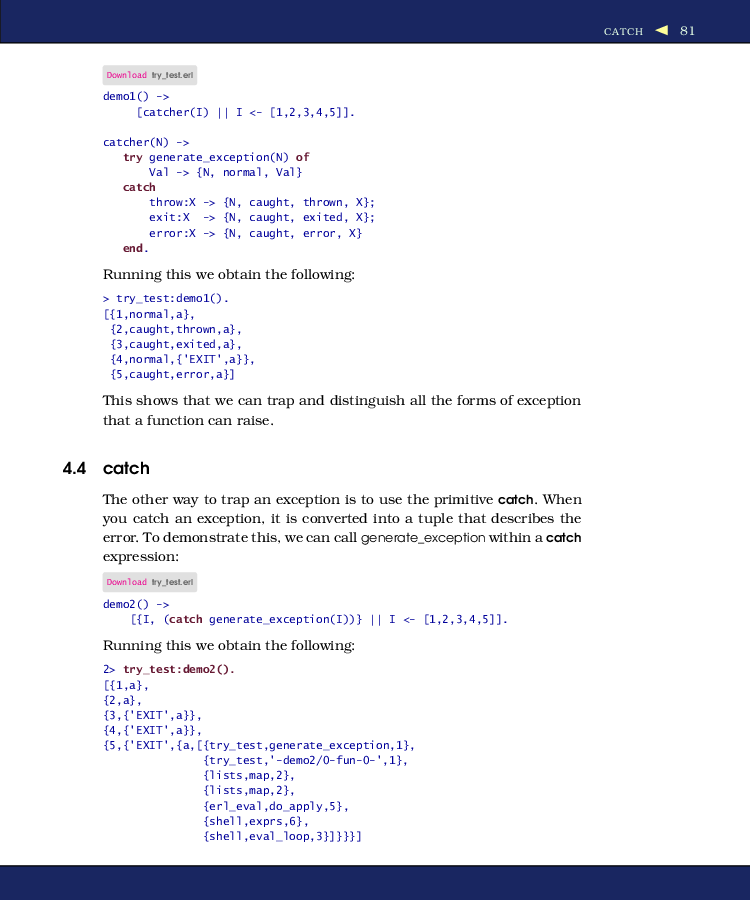 CATCH ◀ 81
Download try_test.erl
demo1() ->
     [catcher(I) || I <- [1,2,3,4,5]].
catcher(N) ->
   try generate_exception(N) of
       Val -> {N, normal, Val}
   catch
       throw:X -> {N, caught, thrown, X};
       exit:X  -> {N, caught, exited, X};
       error:X -> {N, caught, error, X}
   end.
Running this we obtain the following:
> try_test:demo1().
[{1,normal,a},
 {2,caught,thrown,a},
 {3,caught,exited,a},
 {4,normal,{'EXIT',a}},
 {5,caught,error,a}]
This shows that we can trap and distinguish all the forms of exception
that a function can raise.
4.4 catch
The other way to trap an exception is to use the primitive catch. When
you catch an exception, it is converted into a tuple that describes the
error. To demonstrate this, we can call generate_exception within a catch
expression:
Download try_test.erl
demo2() ->
    [{I, (catch generate_exception(I))} || I <- [1,2,3,4,5]].
Running this we obtain the following:
2> try_test:demo2().
[{1,a},
{2,a},
{3,{'EXIT',a}},
{4,{'EXIT',a}},
{5,{'EXIT',{a,[{try_test,generate_exception,1},
               {try_test,'-demo2/0-fun-0-',1},
               {lists,map,2},
               {lists,map,2},
               {erl_eval,do_apply,5},
               {shell,exprs,6},
               {shell,eval_loop,3}]}}}]